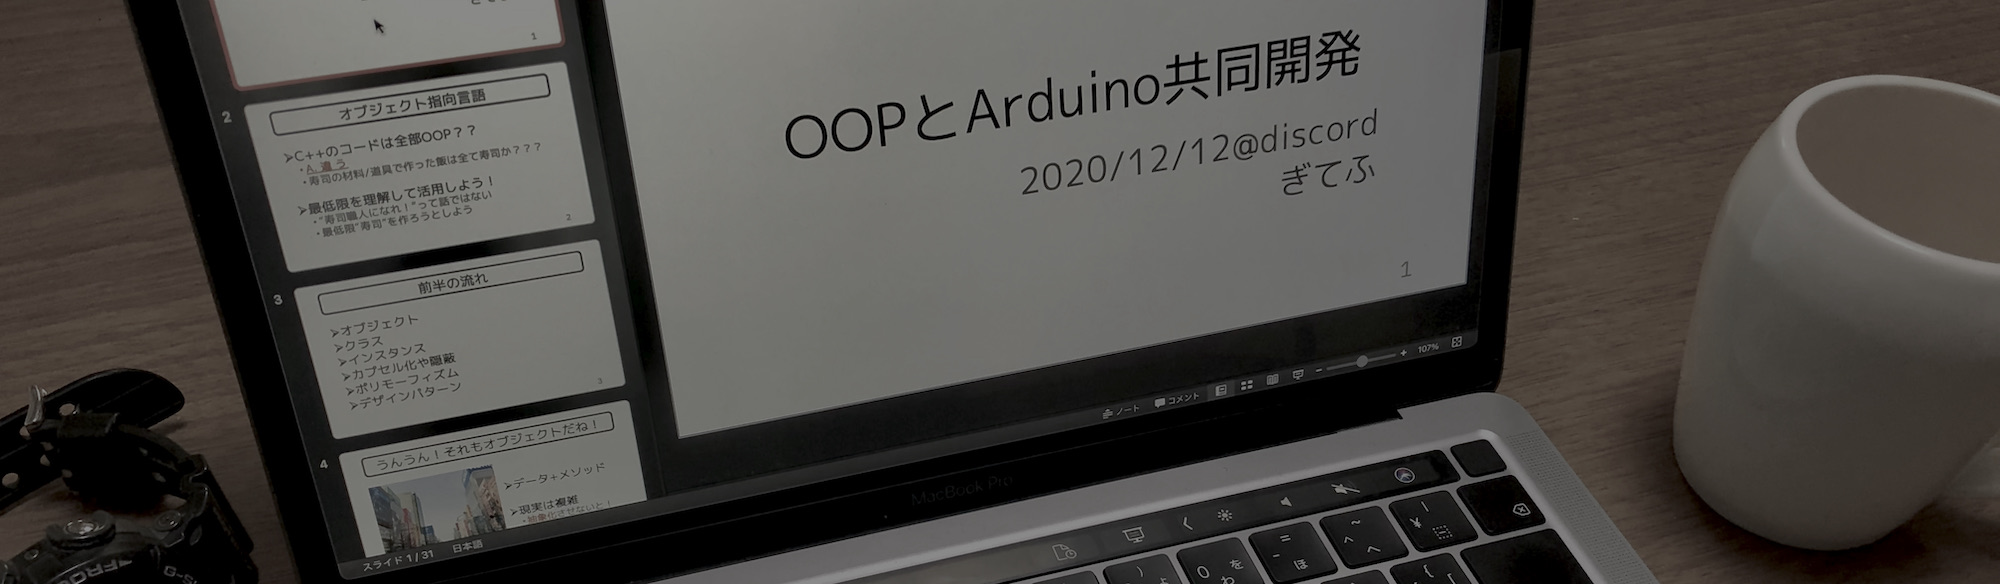 1
2
オブジェクト指向言語
➢C++のコードは全部OOP？？
・A. 違う
・寿司の材料/道具で作った飯は全て寿司か？？？
➢最低限を理解して活用しよう！
・“寿司職人になれ！”って話ではない
・最低限“寿司”を作ろうとしよう
2
3
前半の流れ
➢オブジェクト
➢クラス
➢インスタンス
➢カプセル化や隠蔽
➢ポリモーフィズム
➢デザインパターン
3
4
うんうん！それもオブジェクトだね！
➢データ+メソッド
➢現実は複雑
・抽象化させないと！
スライド 1 / 31 日本語
OOPとArduino共同開発
2020/12/12@discord
ぎてふ
1
ノート コメント
107%
MacBook Pro